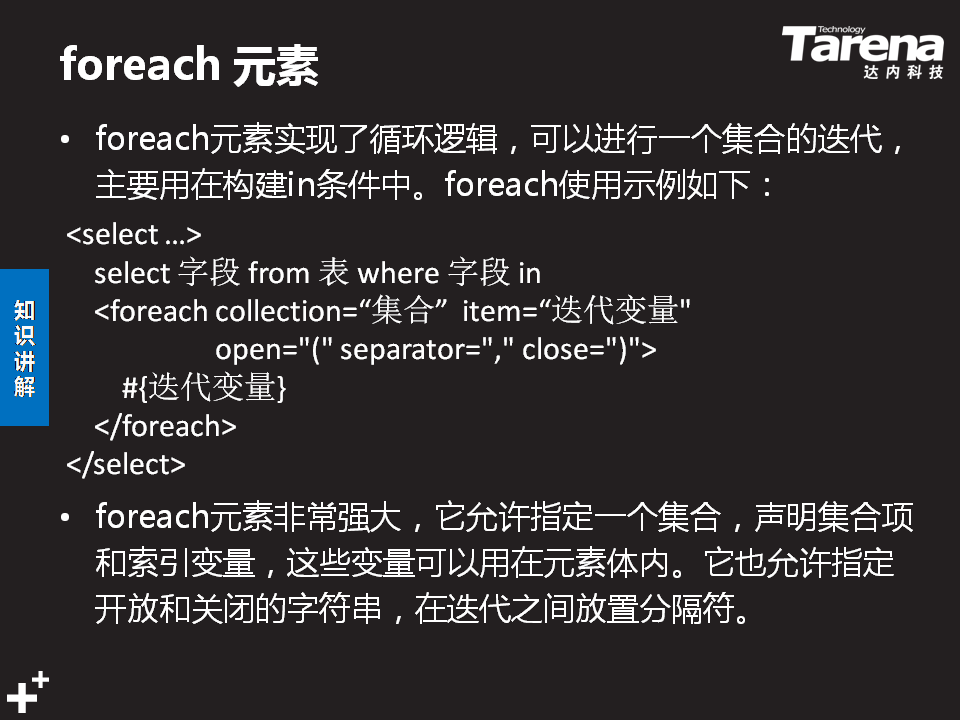 foreach 元素
Technology
Tarena
达内科技
• foreach元素实现了循环逻辑，可以进行一个集合的迭代，
主要用在构建in条件中。foreach使用示例如下：
<select ...>
select 字段 from 表 where 字段 in
<foreach collection=“集合”  item=“迭代变量"
open="(" separator="," close=")">
#{迭代变量}
</foreach>
</select>
知识讲解
• foreach元素非常强大，它允许指定一个集合，声明集合项
和索引变量，这些变量可以用在元素体内。它也允许指定
开放和关闭的字符串，在迭代之间放置分隔符。